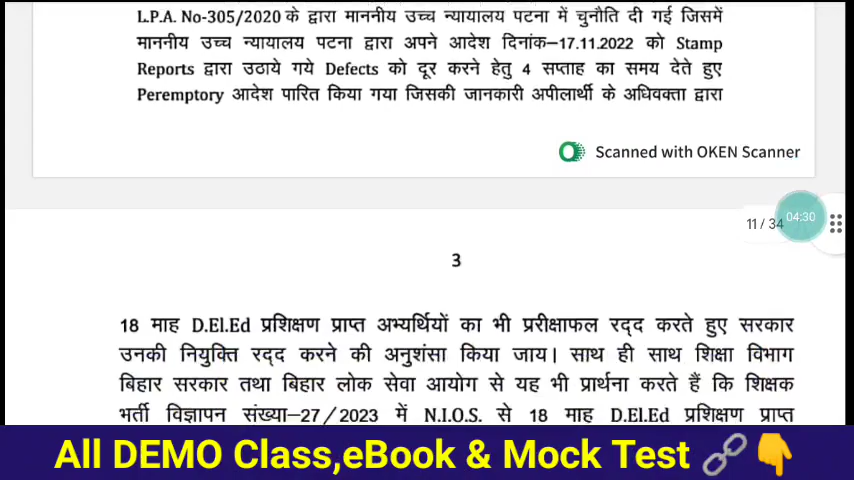 L.P.A. No-305/2020 के द्वारा माननीय उच्च न्यायालय पटना में चुनौति दी गई जिसमें
माननीय उच्च न्यायालय पटना द्वारा अपने आदेश दिनांक–17.11.2022 को Stamp
Reports द्वारा उठाये गये Defects को दूर करने हेतु 4 सप्ताह का समय देते हुए
Peremptory आदेश पारित किया गया जिसकी जानकारी अपीलार्थी के अधिवक्ता द्वारा
Scanned with OKEN Scanner
11 / 34
04:30
3
18 माह D.El.Ed प्रशिक्षण प्राप्त अभ्यर्थियों का भी प्ररीक्षाफल रद्द करते हुए सरकार
उनकी नियुक्ति रद्द करने की अनुशंसा किया जाय। साथ ही साथ शिक्षा विभाग
बिहार सरकार तथा बिहार लोक सेवा आयोग से यह भी प्रार्थना करते हैं कि शिक्षक
भर्ती विज्ञापन संख्या–27/2023 में N.I.O.S. से 18 माह D.El.Ed प्रशिक्षण प्राप्त
All DEMO Class,eBook & Mock Test